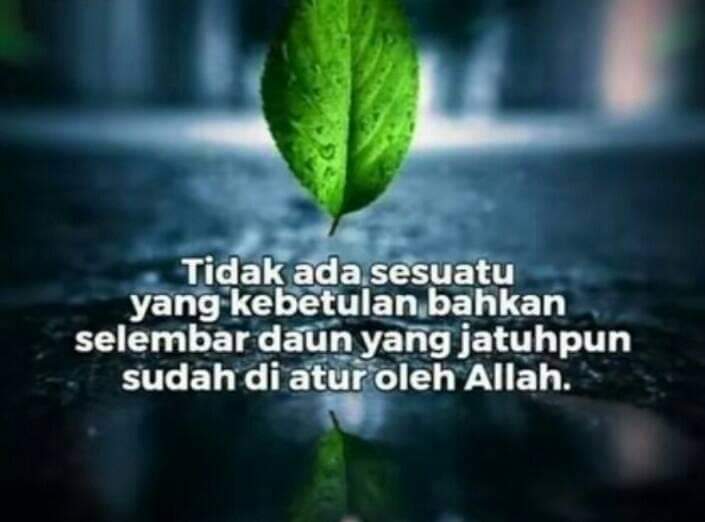 Tidak ada sesuatu
yang kebetulan bahkan
selembar daun yang jatuhpun
sudah di atur oleh Allah.